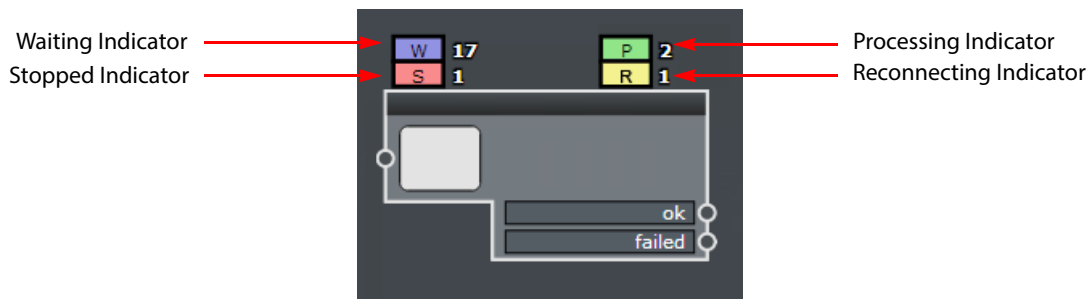 Waiting Indicator
W 17
P 2
Processing Indicator
Stopped Indicator
S 1
R 1
Reconnecting Indicator
ok
failed